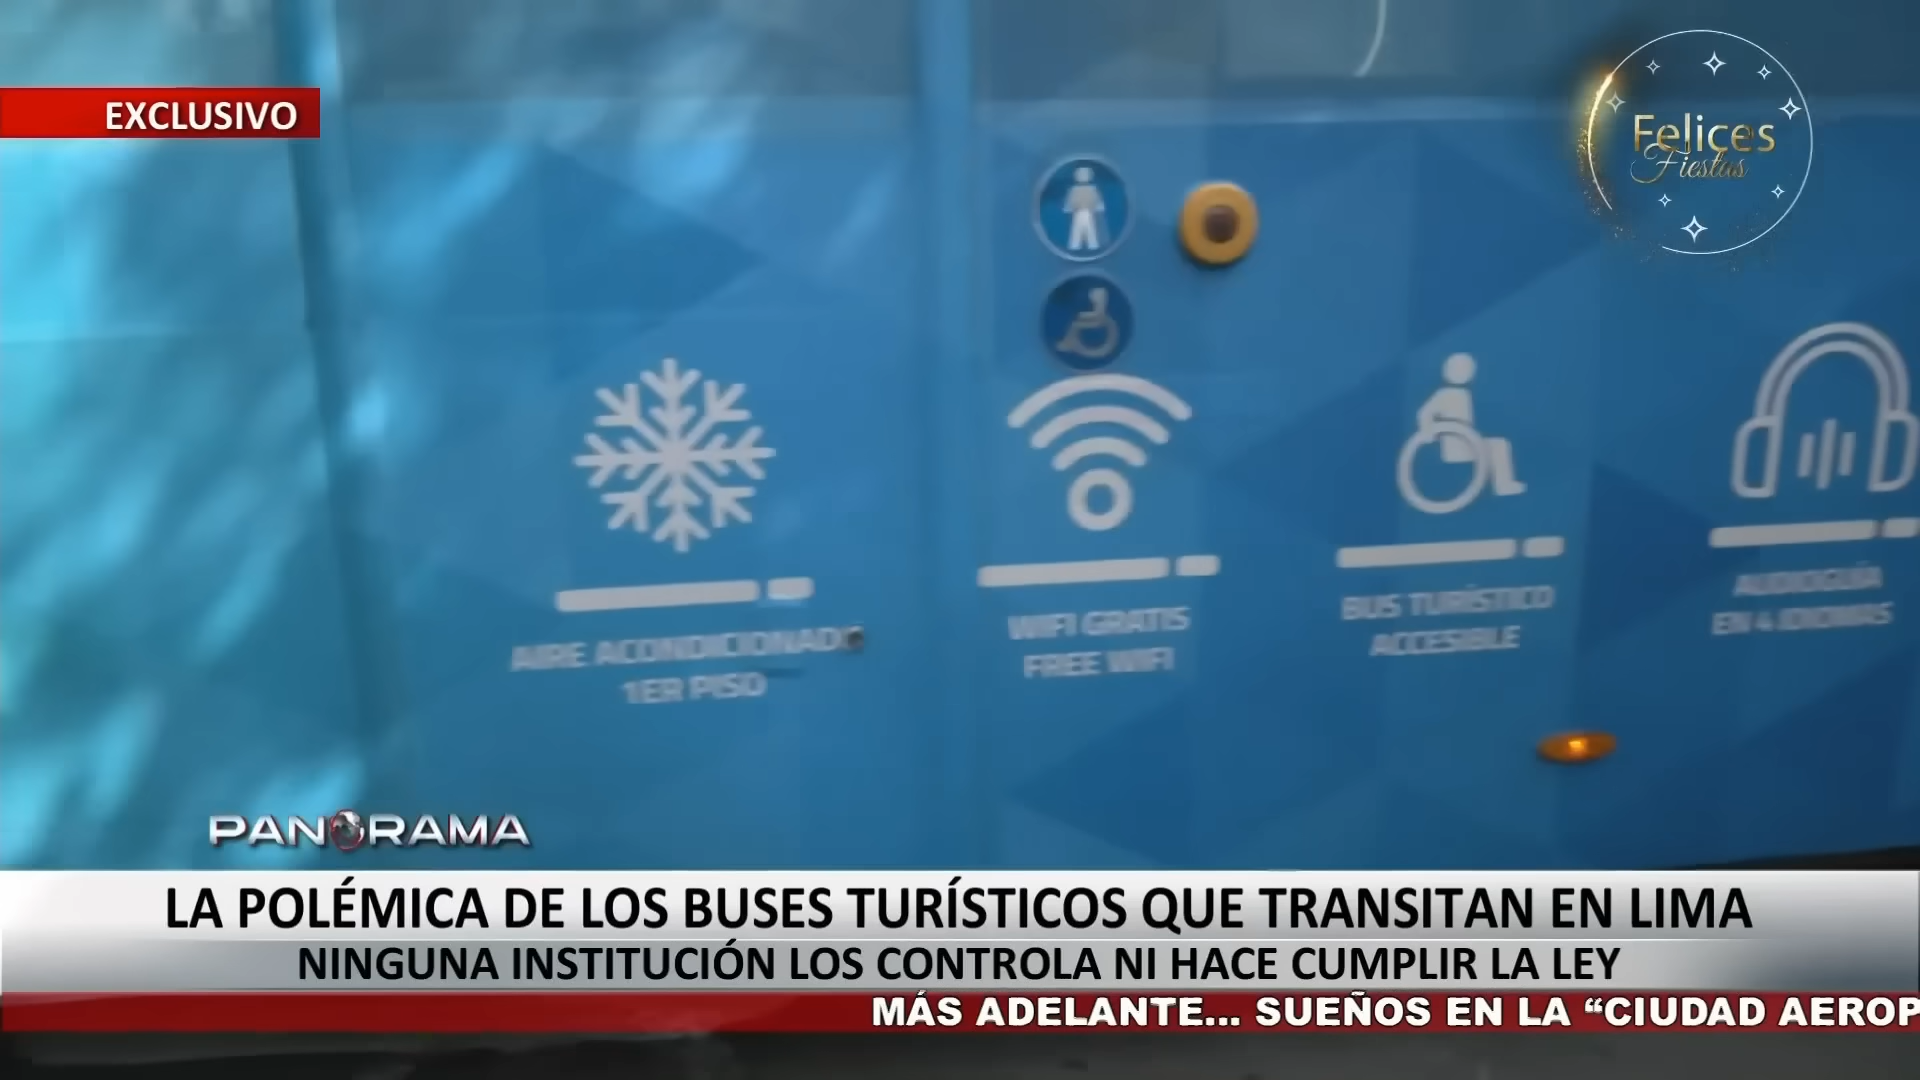 EXCLUSIVO
Felices
Fiestas
AIRE ACONDICIONADO
1ER PISO
WIFI GRATIS
FREE WIFI
BUS TURÍSTICO
ACCESIBLE
AUDIOGUÍA
EN 4 IDIOMAS
PANORAMA
LA POLÉMICA DE LOS BUSES TURÍSTICOS QUE TRANSITAN EN LIMA
NINGUNA INSTITUCIÓN LOS CONTROLA NI HACE CUMPLIR LA LEY
MÁS ADELANTE... SUEÑOS EN LA “CIUDAD AEROP